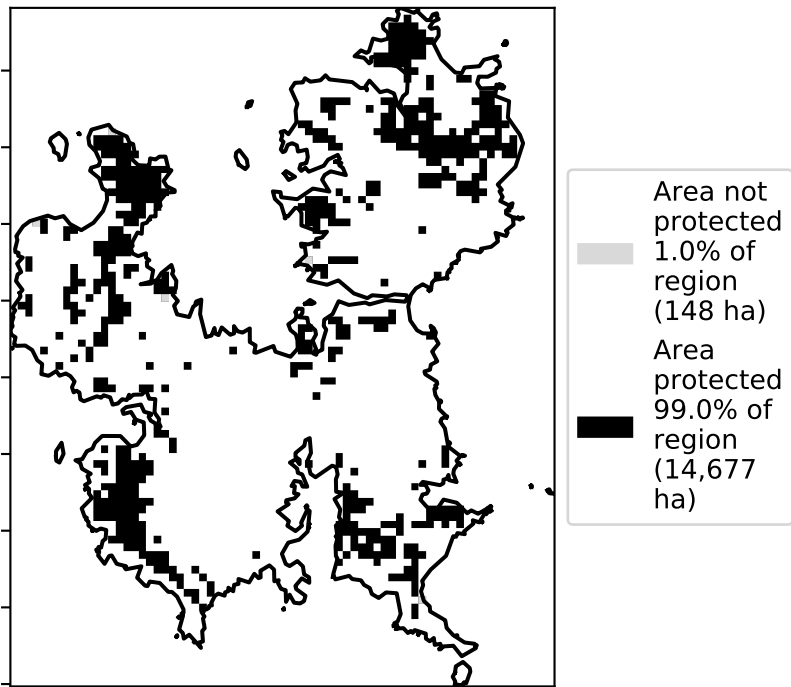 Area not
protected
1.0% of
region
(148 ha)
Area
protected
99.0% of
region
(14,677
ha)